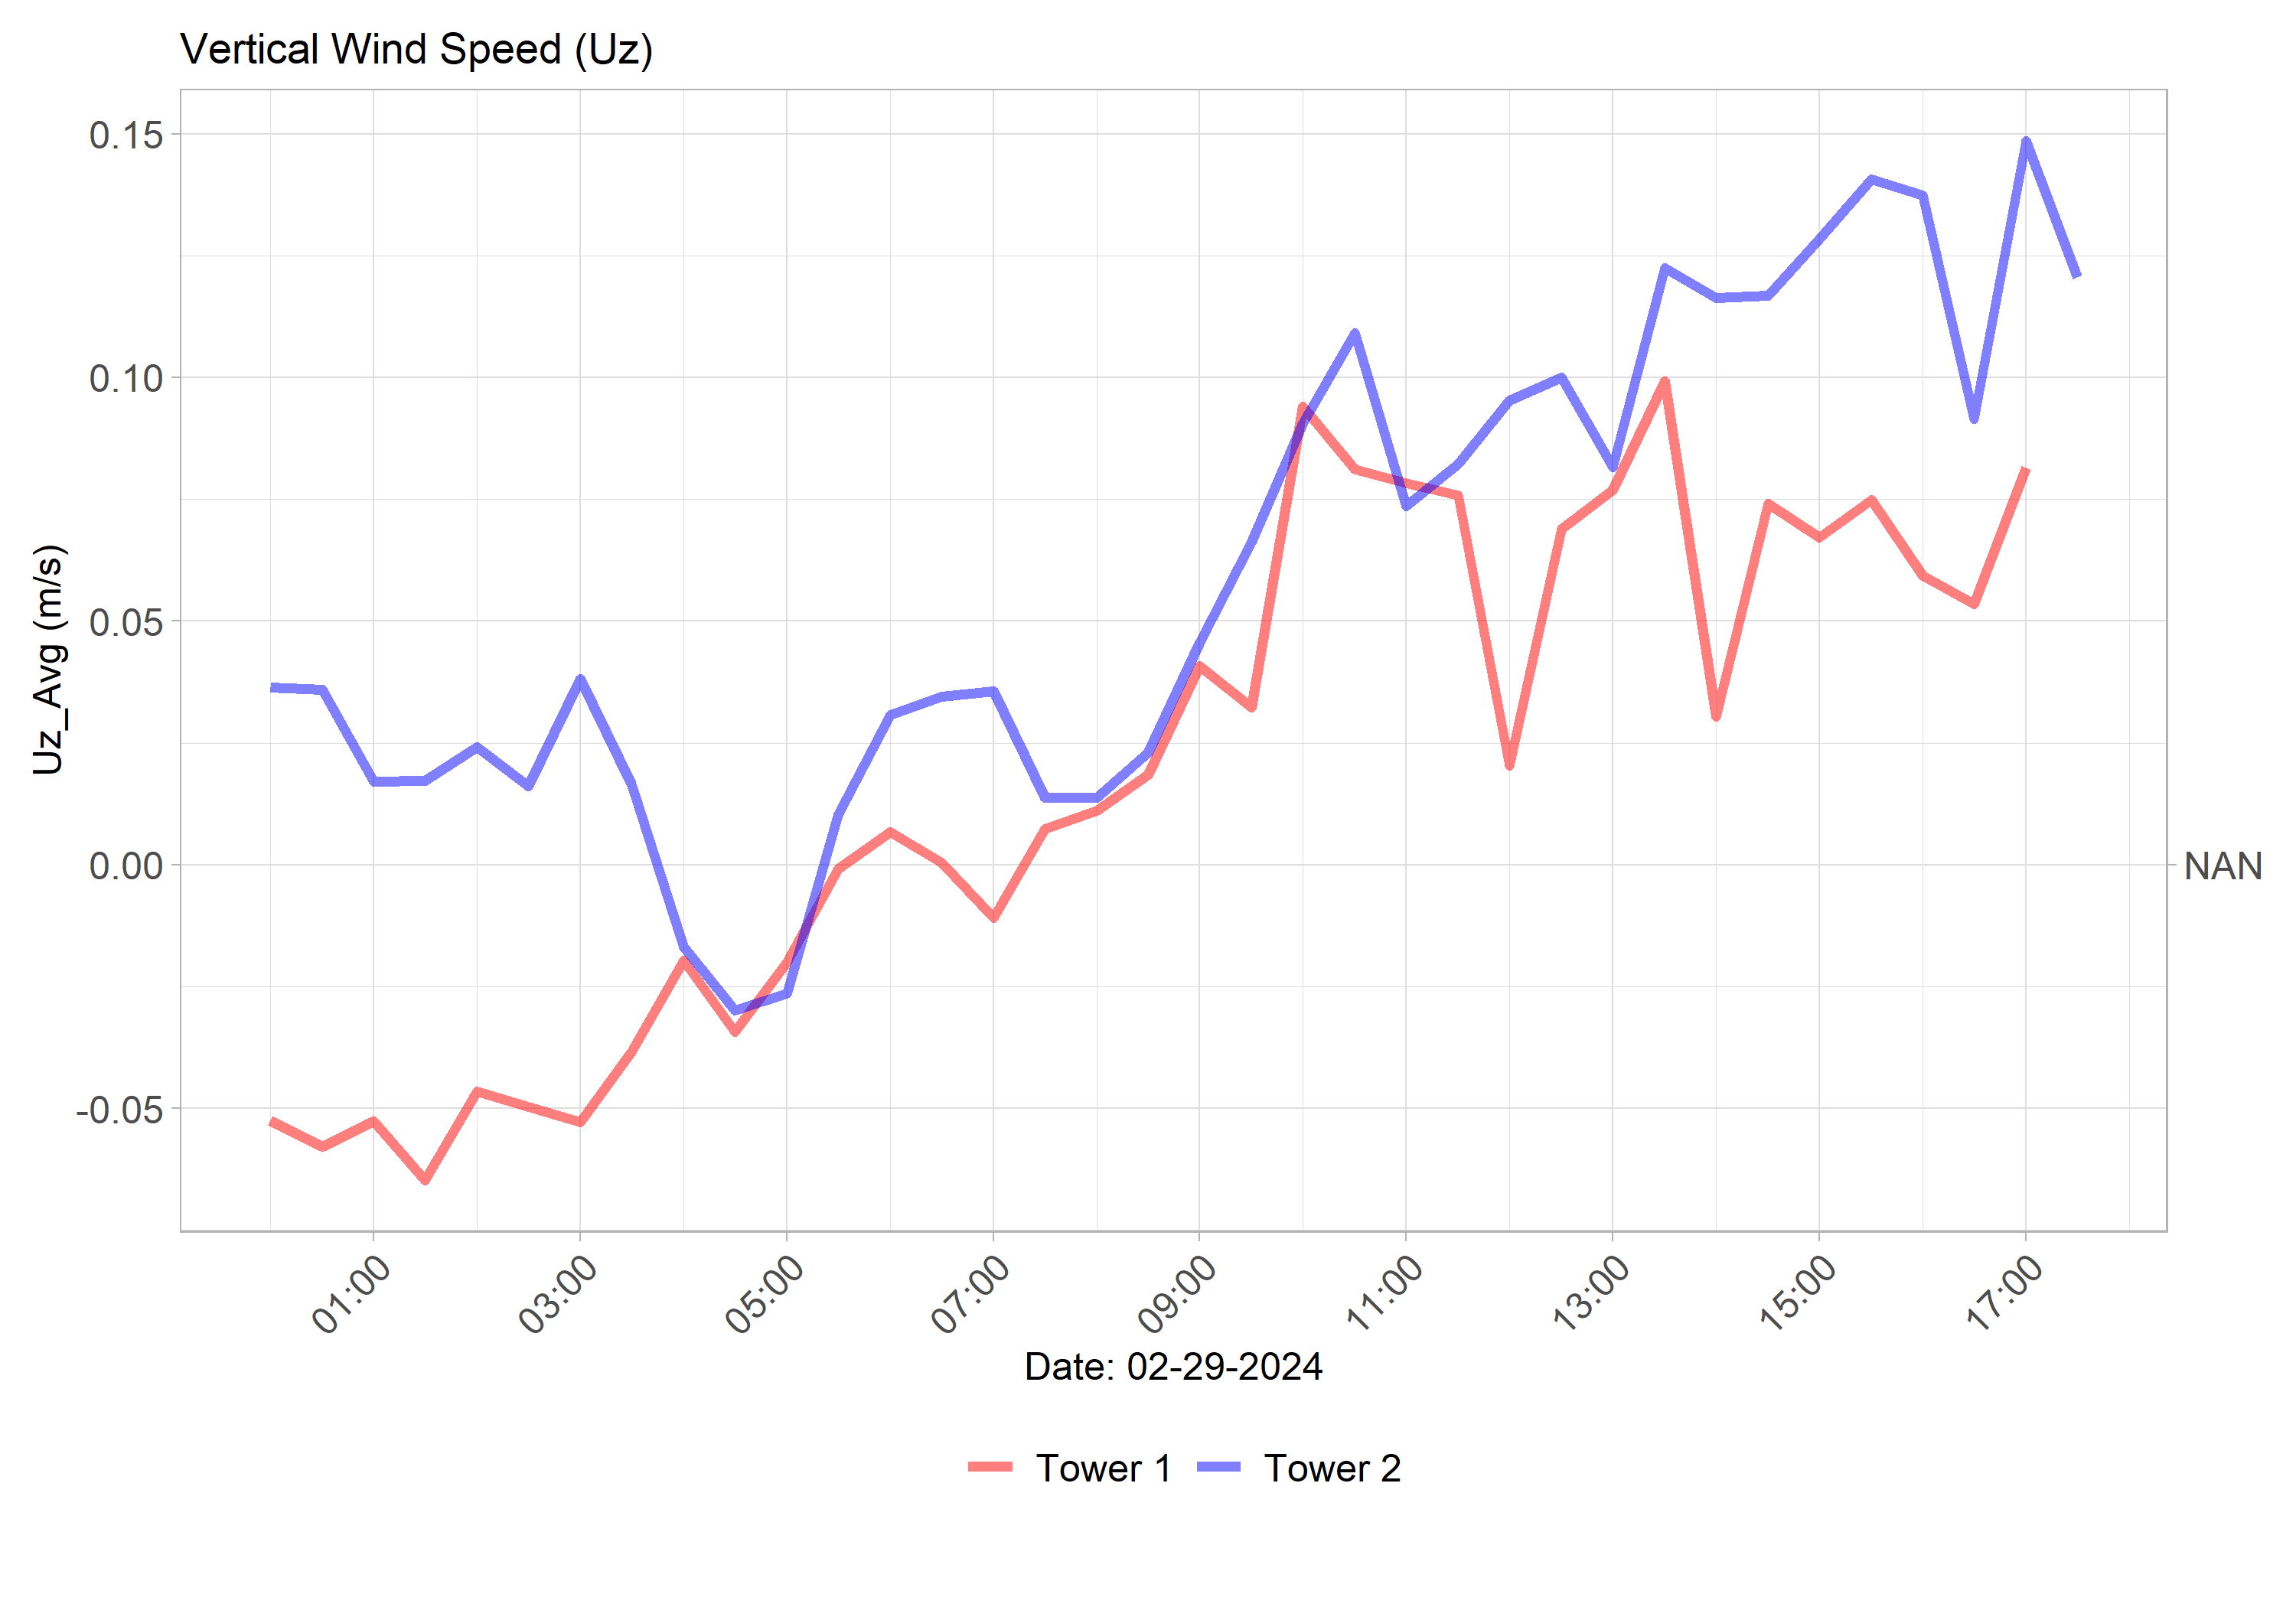 Vertical Wind Speed (Uz)
0.15
0.10
0.05
0.00
-0.05
Uz_Avg (m/s)
NAN
01:00 03:00 05:00 07:00 09:00 11:00 13:00 15:00 17:00
Date: 02-29-2024
Tower 1 Tower 2